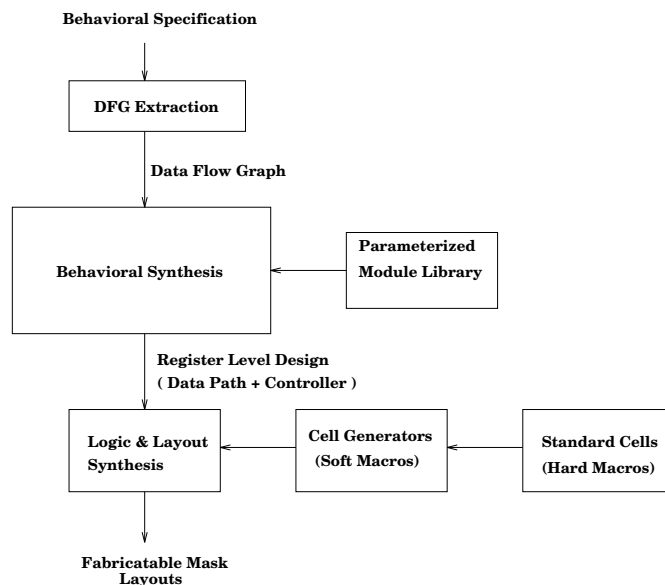 Behavioral Specification
DFG Extraction
Data Flow Graph
Behavioral Synthesis
Parameterized
Module Library
Register Level Design
( Data Path + Controller )
Logic & Layout
Synthesis
Cell Generators
(Soft Macros)
Standard Cells
(Hard Macros)
Fabricatable Mask
Layouts